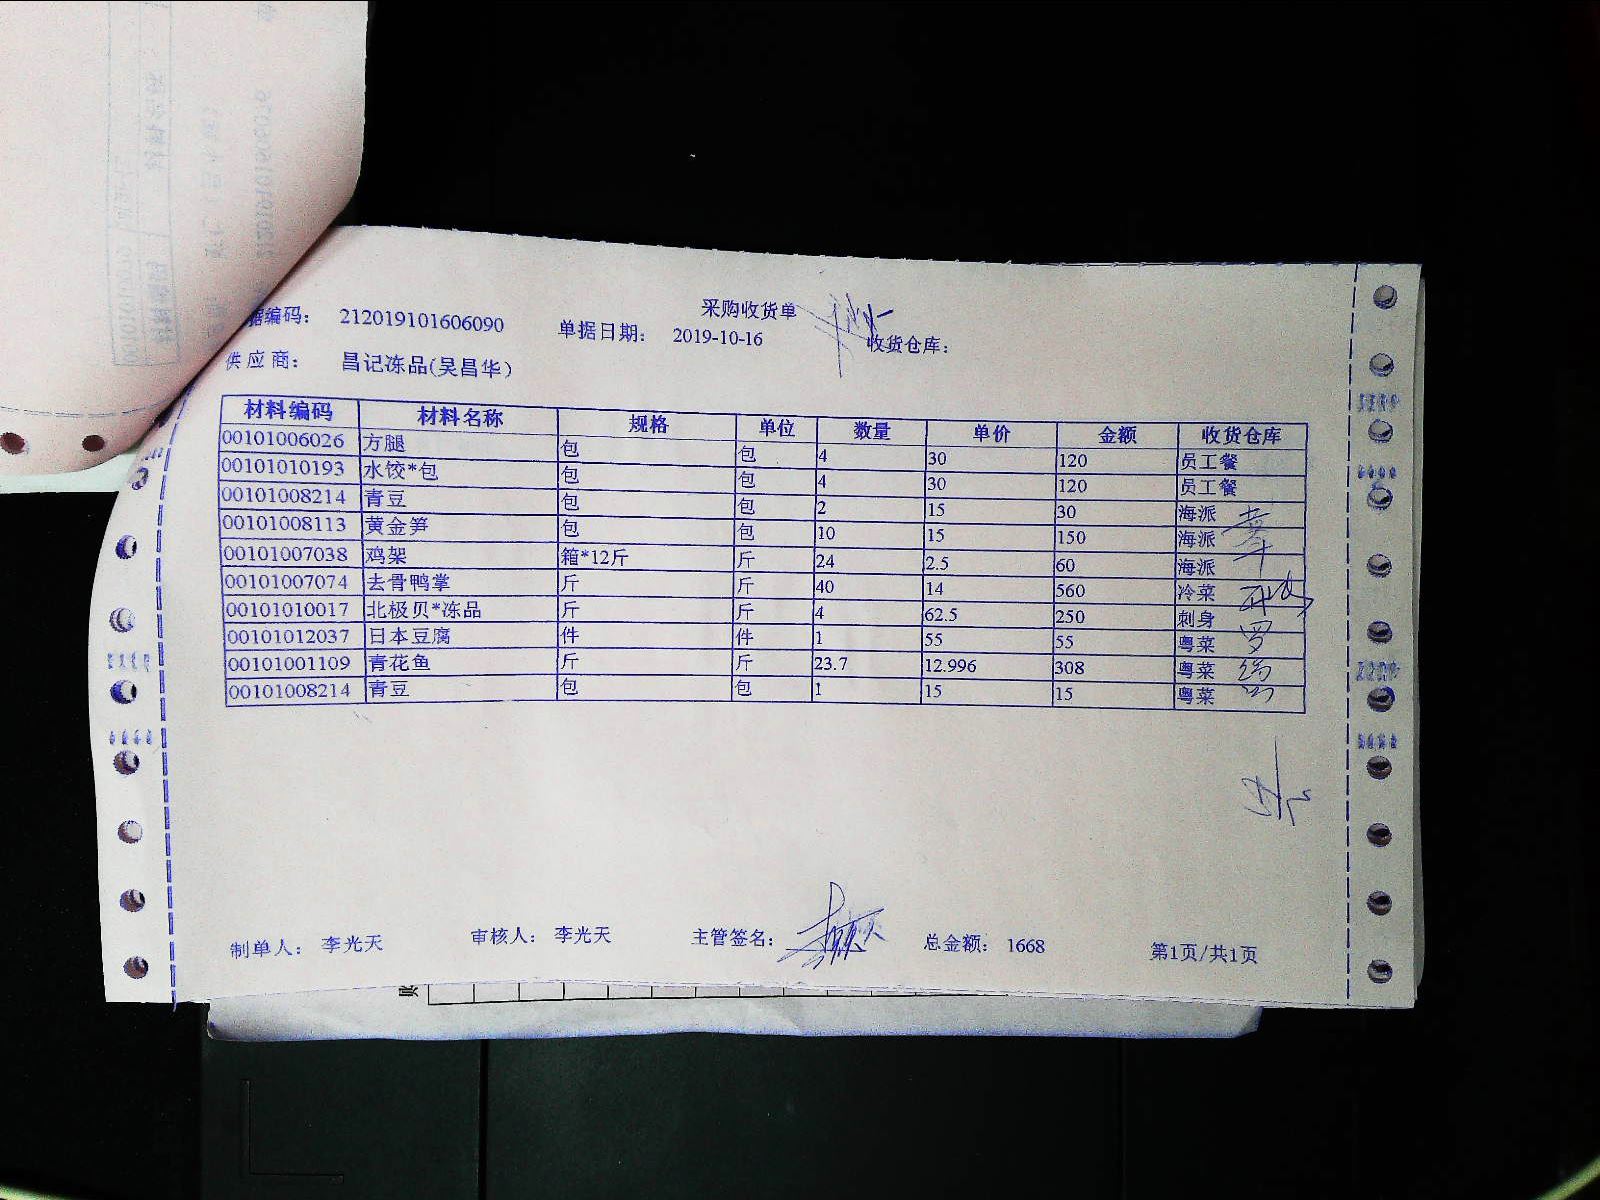 采购收货单
据编码： 212019101606090 单据日期： 2019-10-16 收货仓库：
供应商： 昌记冻品(吴昌华)
材料编码 材料名称 规格 单位 数量 单价 金额 收货仓库
00101006026 方腿 包 包 4 30 120 员工餐
00101010193 水饺*包 包 包 4 30 120 员工餐
00101008214 青豆 包 包 2 15 30 海派
00101008113 黄金笋 包 包 10 15 150 海派
00101007038 鸡架 箱*12斤 斤 24 2.5 60 海派
00101007074 去骨鸭掌 斤 斤 40 14 560 冷菜
00101010017 北极贝*冻品 斤 斤 4 62.5 250 刺身
00101012037 日本豆腐 件 件 1 55 55 粤菜
00101001109 青花鱼 斤 斤 23.7 12.996 308 粤菜
00101008214 青豆 包 包 1 15 15 粤菜
制单人： 李光天 审核人： 李光天 主管签名： 总金额： 1668 第1页/共1页